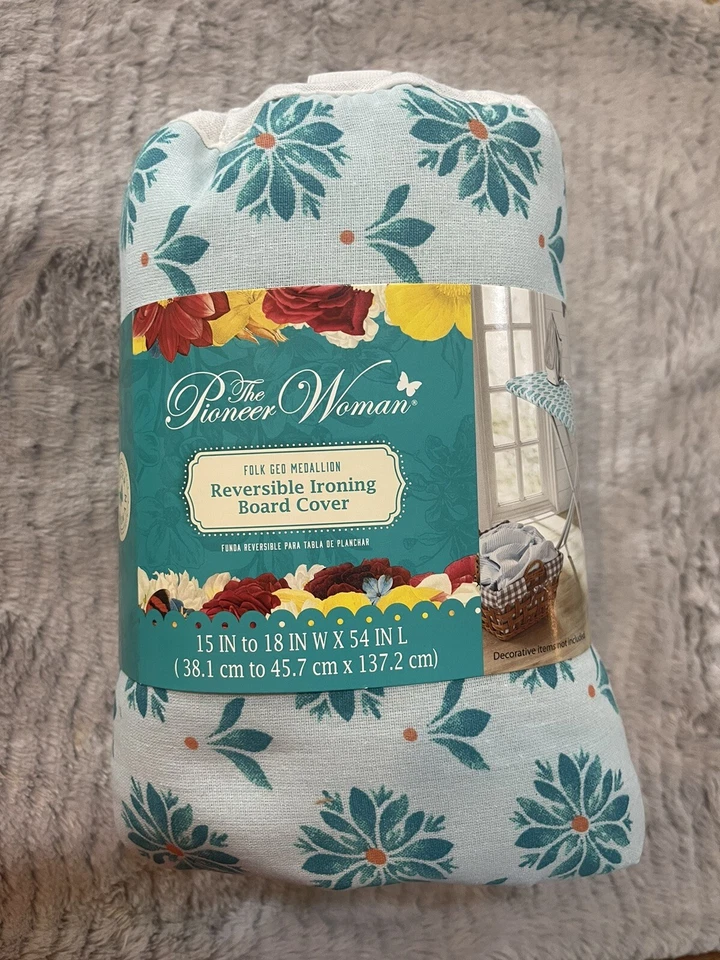 The
Pioneer Woman®
FOLK GEO MEDALLION
Reversible Ironing
Board Cover
FUNDA REVERSIBLE PARA TABLA DE PLANCHAR
15 IN to 18 IN W X 54 IN L
(38.1 cm to 45.7 cm x 137.2 cm)
Decorative items not included